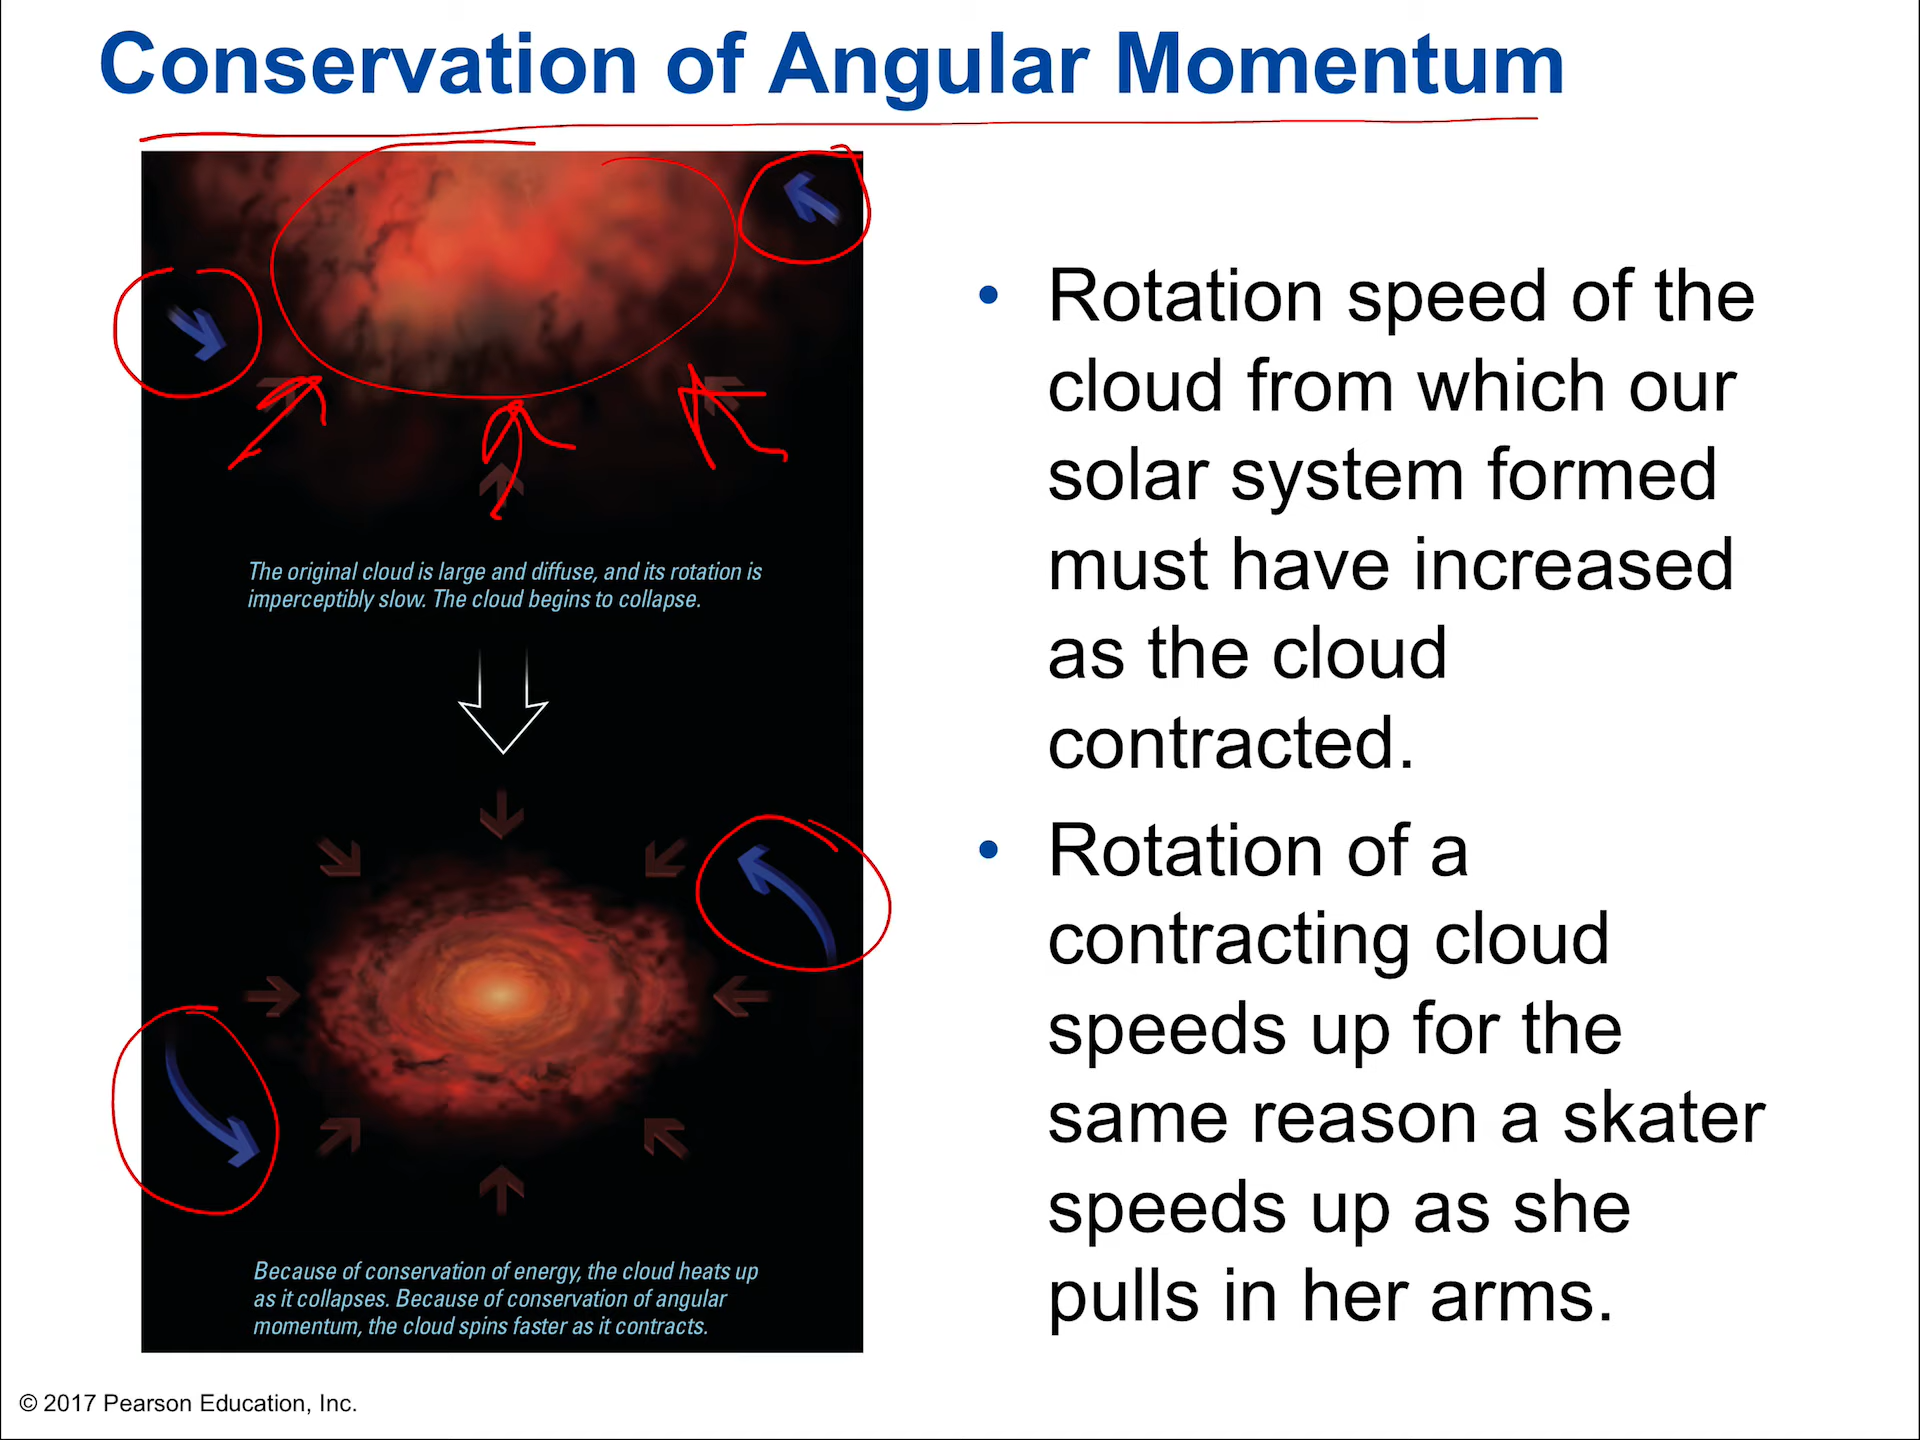 Conservation of Angular Momentum
The original cloud is large and diffuse, and its rotation is
imperceptibly slow. The cloud begins to collapse.
Because of conservation of energy, the cloud heats up
as it collapses. Because of conservation of angular
momentum, the cloud spins faster as it contracts.
• Rotation speed of the
cloud from which our
solar system formed
must have increased
as the cloud
contracted.
• Rotation of a
contracting cloud
speeds up for the
same reason a skater
speeds up as she
pulls in her arms.
© 2017 Pearson Education, Inc.